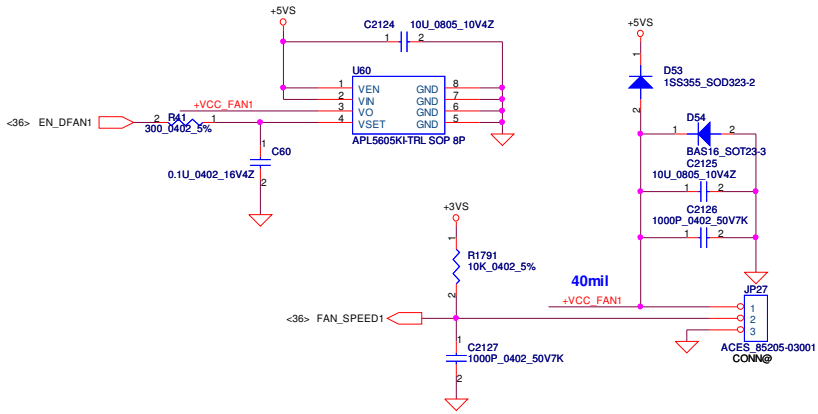 +5VS
C2124 10U_0805_10V4Z
1 2
U60
1 VEN GND 8
2 VIN GND 7
3 VO GND 6
4 VSET GND 5
APL5605KI-TRL SOP 8P
+VCC_FAN1
<36> EN_DFAN1
2 R41 1
300_0402_5%
1
C60
0.1U_0402_16V4Z
2
+5VS
1
D53
1SS355_SOD323-2
2
D54
1 2
BAS16_SOT23-3
C2125
10U_0805_10V4Z
1 2
C2126
1000P_0402_50V7K
1 2
+3VS
1
R1791
10K_0402_5%
2
40mil
+VCC_FAN1
<36> FAN_SPEED1
1
C2127
1000P_0402_50V7K
2
JP27
1
2
3
ACES_85205-03001
CONN@